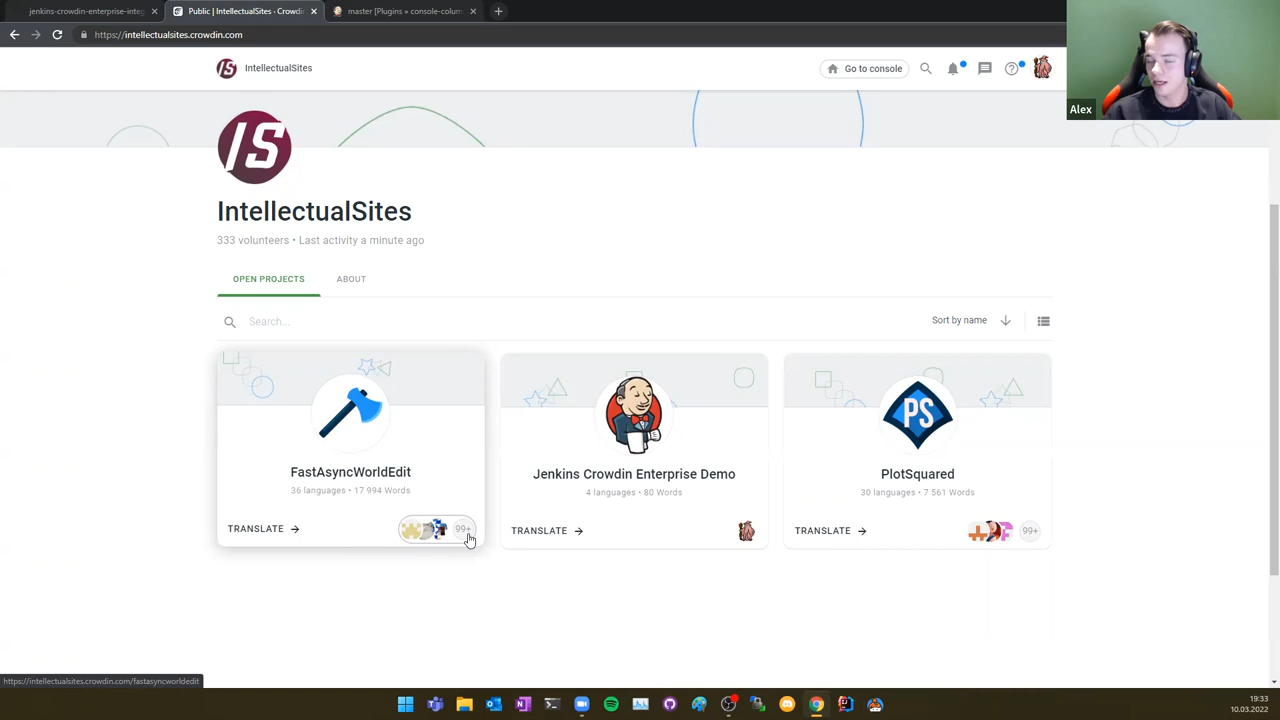 jenkins-crowdin-enterprise-integ
Public | IntellectualSites · Crowdin
master [Plugins » console-colum
https://intellectualsites.crowdin.com
IS
IntellectualSites
Go to console
Alex
IS
IntellectualSites
333 volunteers • Last activity a minute ago
OPEN PROJECTS
ABOUT
Search...
Sort by name
FastAsyncWorldEdit
36 languages • 17 994 Words
TRANSLATE
99+
Jenkins Crowdin Enterprise Demo
4 languages • 80 Words
TRANSLATE
PS
PlotSquared
30 languages • 7 561 Words
TRANSLATE
99+
https://intellectualsites.crowdin.com/fastasyncworldedit
19:33
10.03.2022